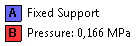 A Fixed Support
B Pressure: 0,166 MPa